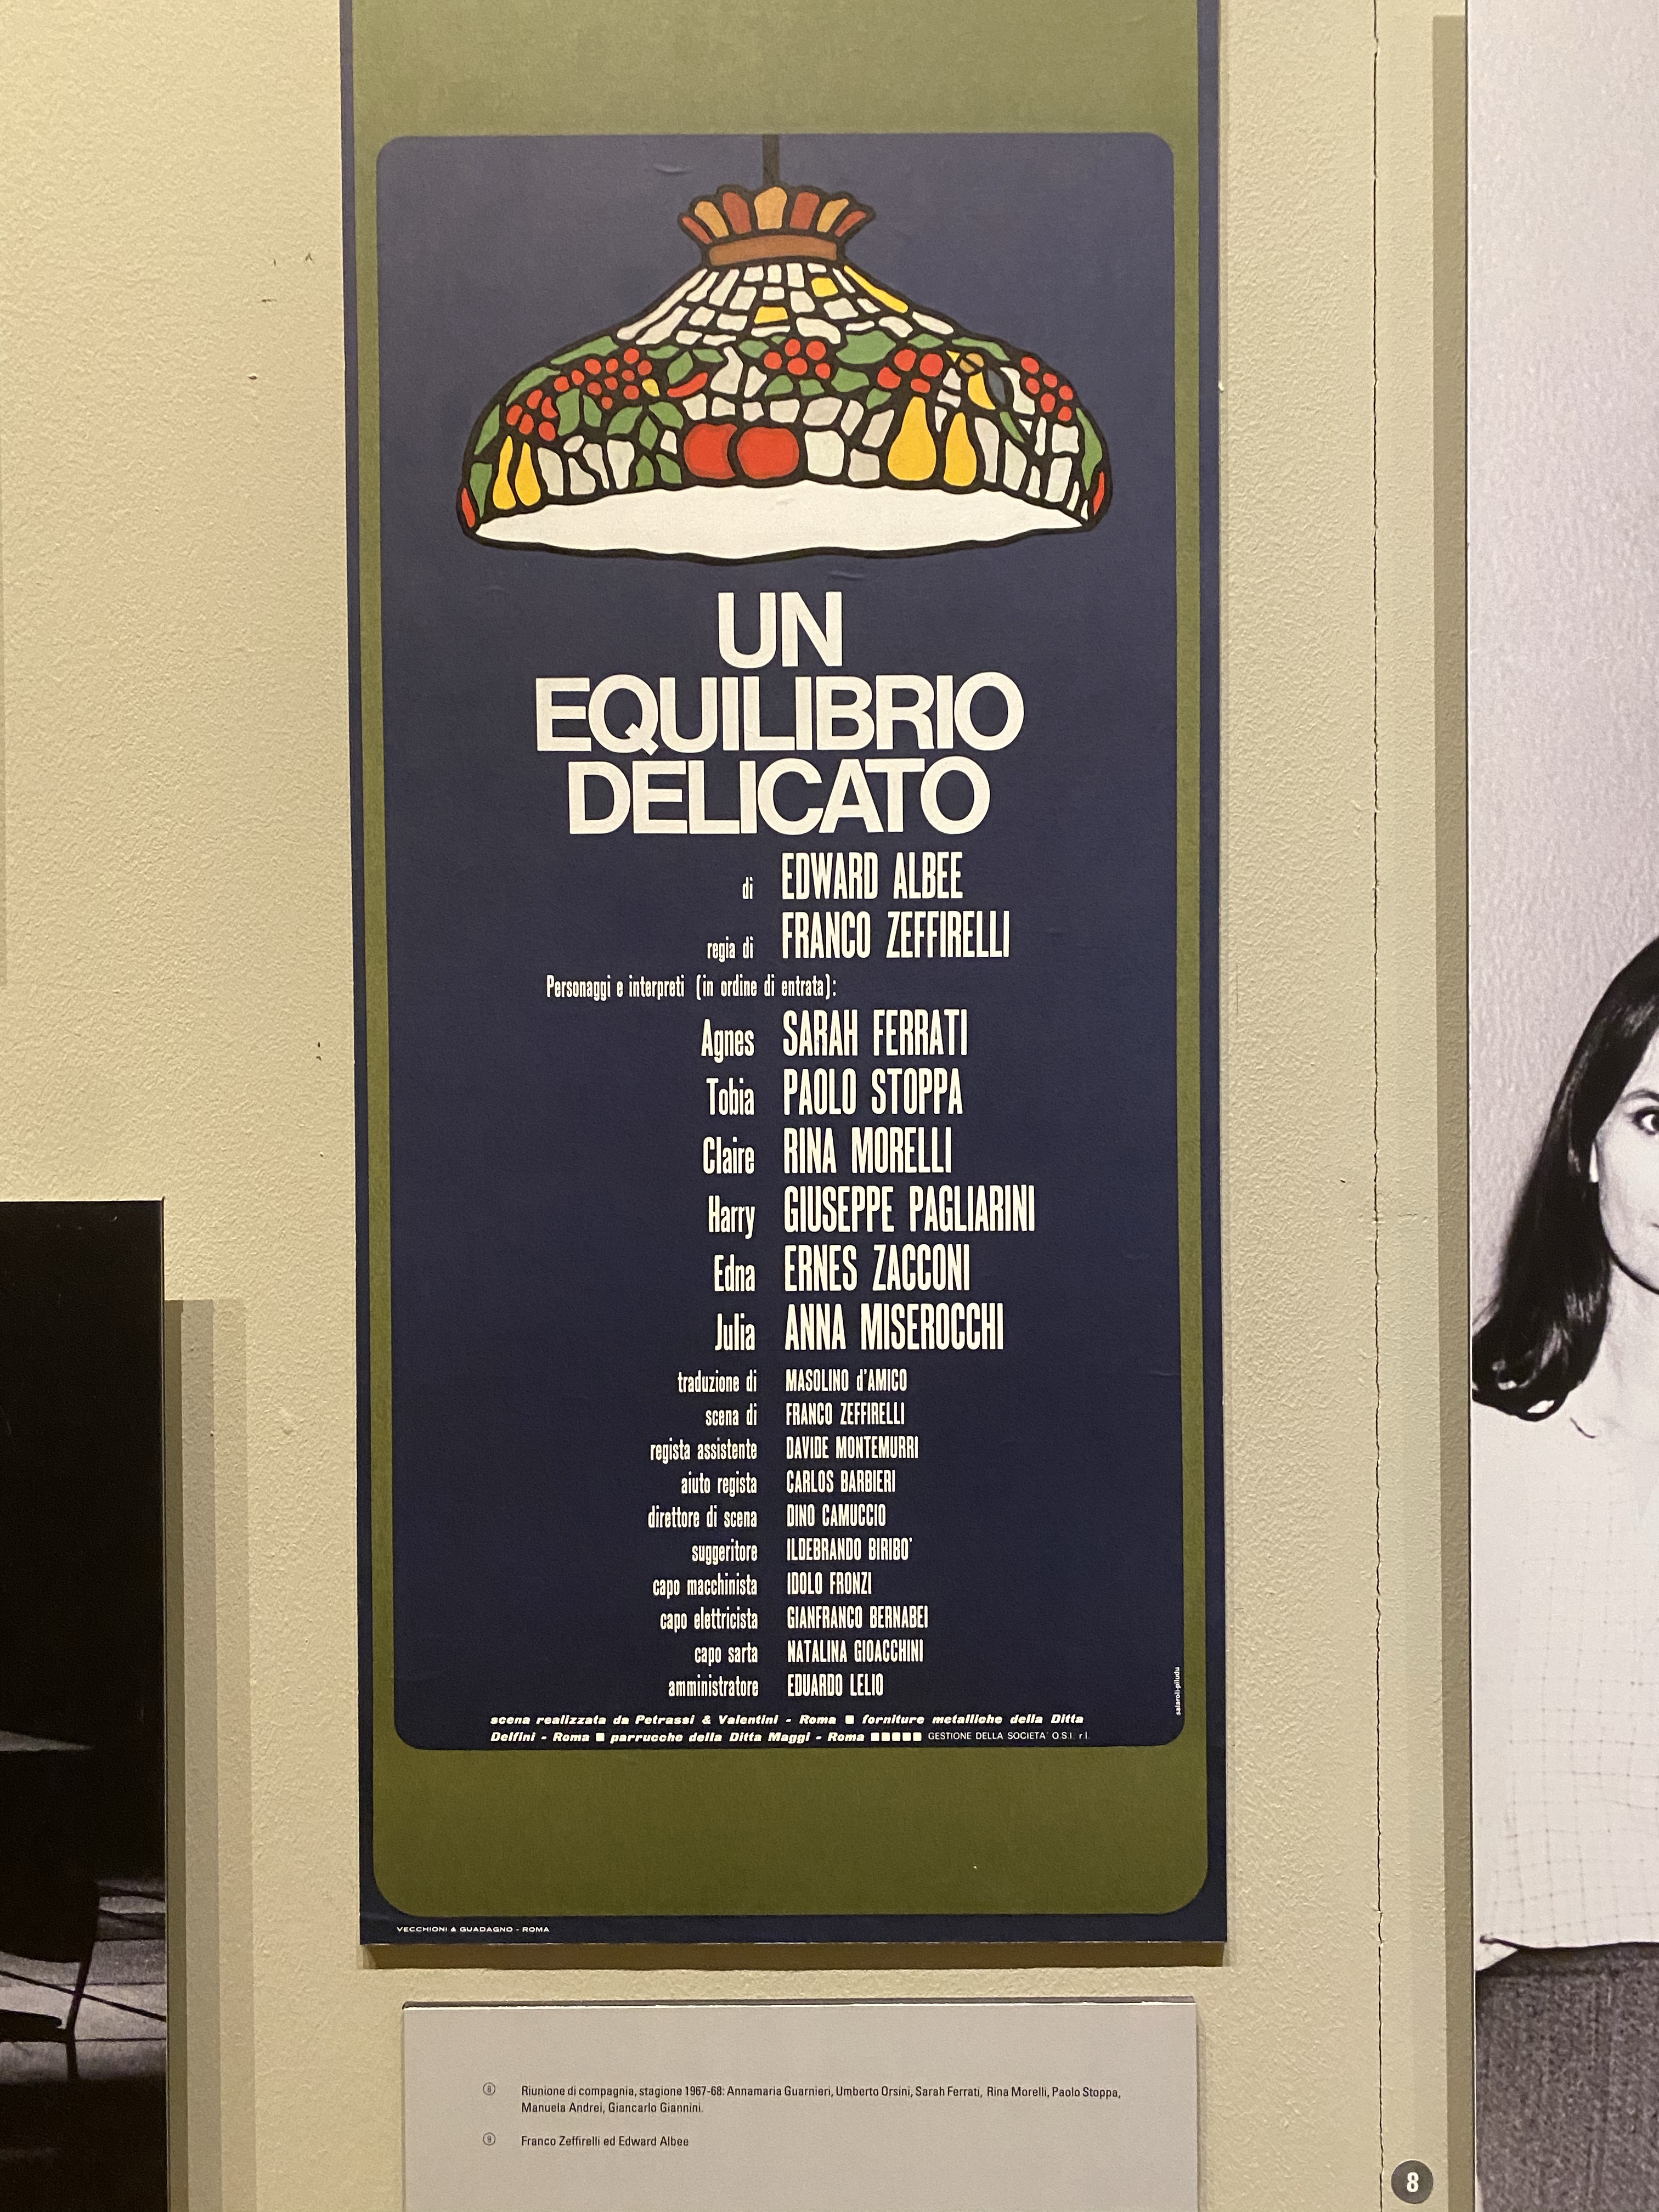 UN
EQUILIBRIO
DELICATO
di EDWARD ALBEE
regia di FRANCO ZEFFIRELLI
Personaggi e interpreti (in ordine di entrata):
Agnes SARAH FERRATI
Tobia PAOLO STOPPA
Claire RINA MORELLI
Harry GIUSEPPE PAGLIARINI
Edna ERNES ZACCONI
Julia ANNA MISEROCCHI
traduzione di MASOLINO d'AMICO
scena di FRANCO ZEFFIRELLI
regista assistente DAVIDE MONTEMURRI
aiuto regista CARLOS BARBIERI
direttore di scena DINO CAMUCCIO
suggeritore ILDEBRANDO BIRIBO'
capo macchinista IDOLO FRONZI
capo elettricista GIANFRANCO BERNABEI
capo sarta NATALINA GIOACCHINI
amministratore EDUARDO LELIO
salaroli-piludu
scena realizzata da Petrassi & Valentini - Roma ■ forniture metalliche della Ditta
Delfini - Roma ■ parrucche della Ditta Maggi - Roma ■■■■■ GESTIONE DELLA SOCIETA' O.S.I. r l.
VECCHIONI & GUADAGNO - ROMA
8 Riunione di compagnia, stagione 1967-68: Annamaria Guarnieri, Umberto Orsini, Sarah Ferrati, Rina Morelli, Paolo Stoppa,
Manuela Andrei, Giancarlo Giannini.
9 Franco Zeffirelli ed Edward Albee
8